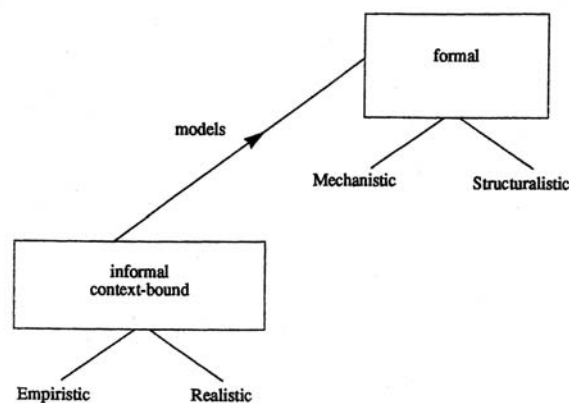 formal
models
Mechanistic Structuralistic
informal
context-bound
Empiristic Realistic